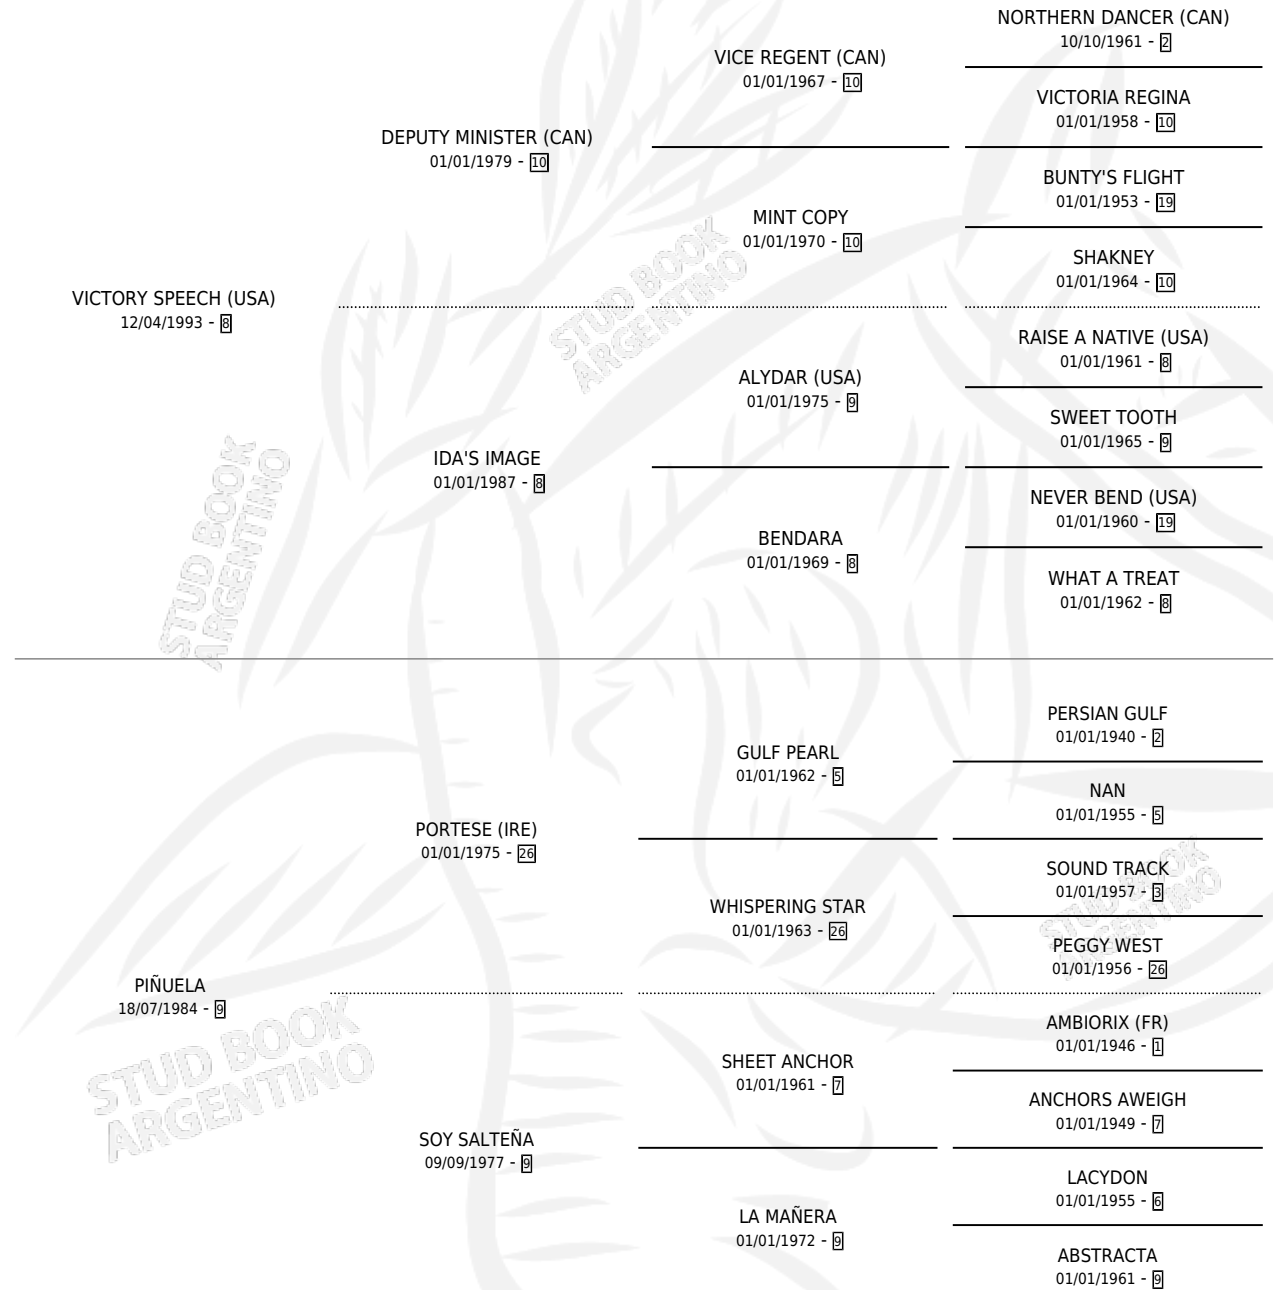 NORTHERN DANCER (CAN)
10/10/1961 - 2
VICE REGENT (CAN)
01/01/1967 - 10
VICTORIA REGINA
01/01/1958 - 10
DEPUTY MINISTER (CAN)
01/01/1979 - 10
BUNTY'S FLIGHT
01/01/1953 - 19
MINT COPY
01/01/1970 - 10
SHAKNEY
01/01/1964 - 10
VICTORY SPEECH (USA)
12/04/1993 - 8
RAISE A NATIVE (USA)
01/01/1961 - 8
ALYDAR (USA)
01/01/1975 - 9
SWEET TOOTH
01/01/1965 - 9
IDA'S IMAGE
01/01/1987 - 8
NEVER BEND (USA)
01/01/1960 - 19
BENDARA
01/01/1969 - 8
WHAT A TREAT
01/01/1962 - 8
STUD BOOK
ARGENTINO
STUD BOOK
ARGENTINO
PERSIAN GULF
01/01/1940 - 2
GULF PEARL
01/01/1962 - 5
NAN
01/01/1955 - 5
PORTESE (IRE)
01/01/1975 - 26
SOUND TRACK
01/01/1957 - 3
WHISPERING STAR
01/01/1963 - 26
PEGGY WEST
01/01/1956 - 26
STUD BOOK
ARGENTINO
PIÑUELA
18/07/1984 - 9
AMBIORIX (FR)
01/01/1946 - 1
SHEET ANCHOR
01/01/1961 - 7
ANCHORS AWEIGH
01/01/1949 - 7
SOY SALTEÑA
09/09/1977 - 9
LACYDON
01/01/1955 - 6
LA MAÑERA
01/01/1972 - 9
ABSTRACTA
01/01/1961 - 9
STUD BOOK
ARGENTINO